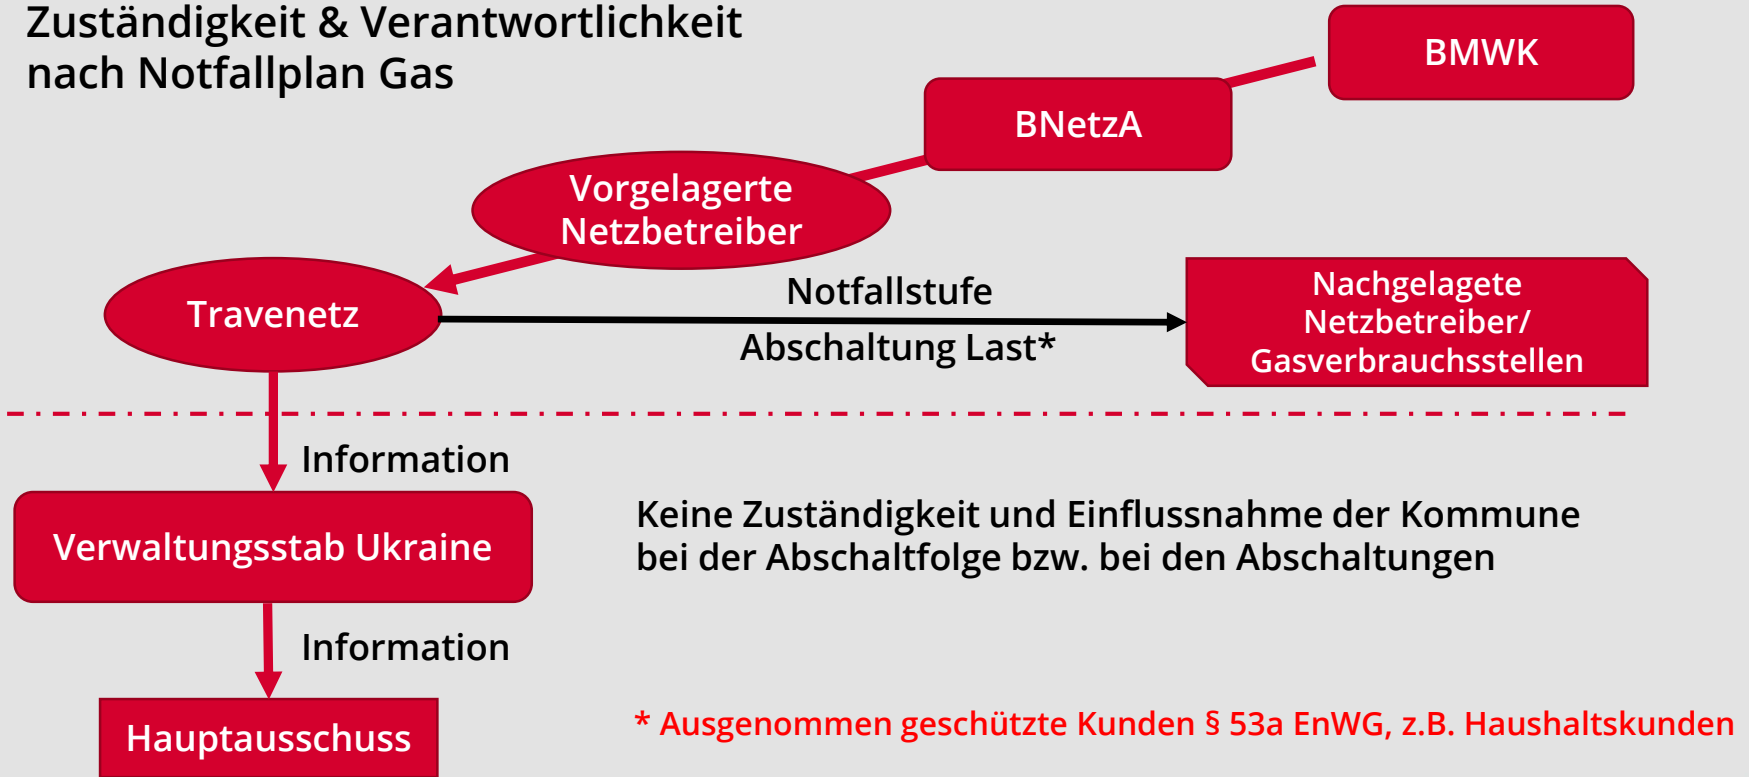 Zuständigkeit & Verantwortlichkeit
nach Notfallplan Gas
BMWK
BNetzA
Vorgelagerte
Netzbetreiber
Travenetz
Notfallstufe
Abschaltung Last*
Nachgelagete
Netzbetreiber/
Gasverbrauchsstellen
Information
Verwaltungsstab Ukraine
Keine Zuständigkeit und Einflussnahme der Kommune
bei der Abschaltfolge bzw. bei den Abschaltungen
Information
Hauptausschuss
* Ausgenommen geschützte Kunden § 53a EnWG, z.B. Haushaltskunden